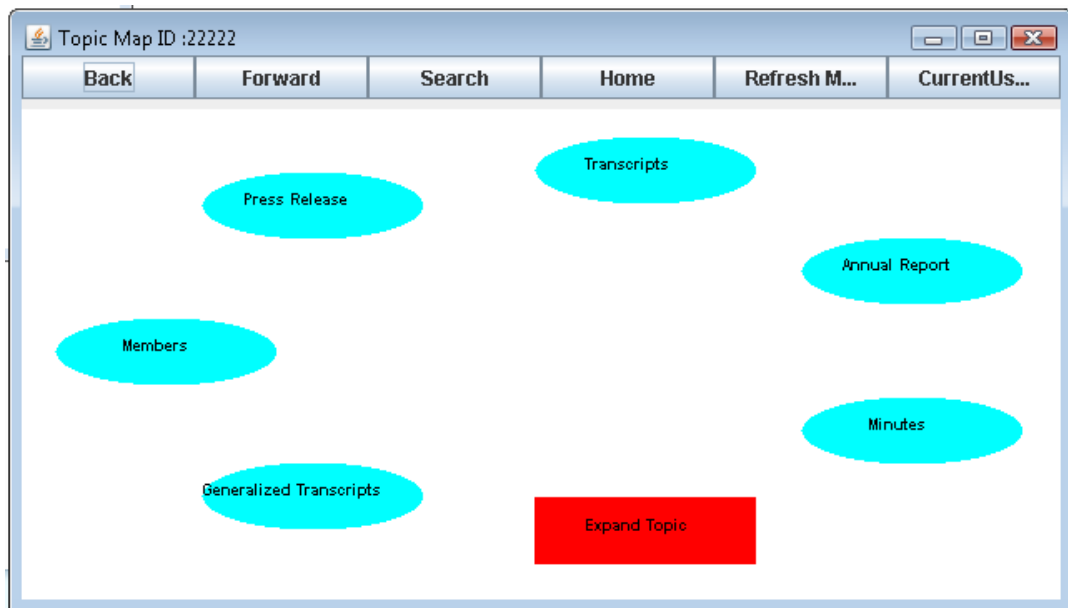 Topic Map ID :22222
Back Forward Search Home Refresh M... CurrentUs...
Transcripts
Press Release
Annual Report
Members
Minutes
Generalized Transcripts
Expand Topic